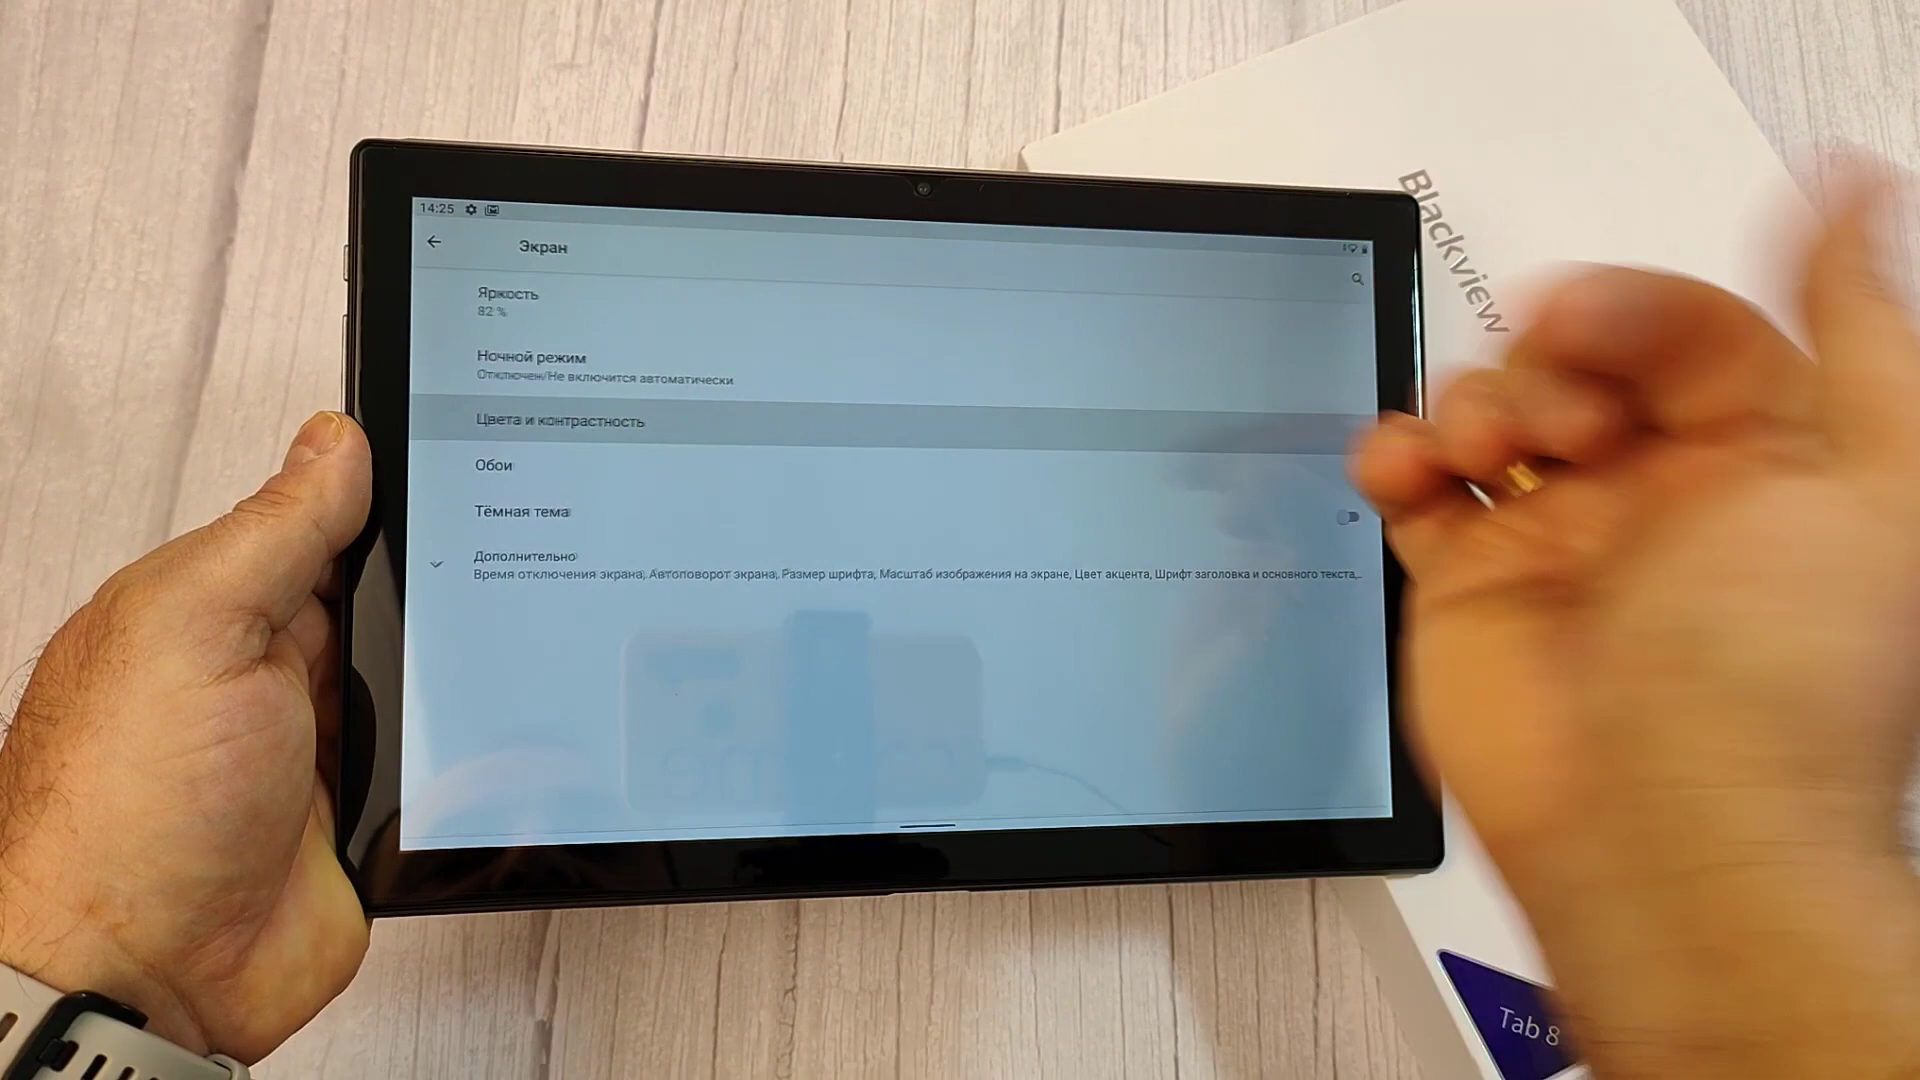 14:25
Экран
Яркость
82 %
Ночной режим
Отключен/Не включится автоматически
Цвета и контрастность
Обои
Тёмная тема
Дополнительно
Время отключения экрана, Автоповорот экрана, Размер шрифта, Масштаб изображения на экране, Цвет акцента, Шрифт заголовка и основного текста,..
Blackview
Tab 8